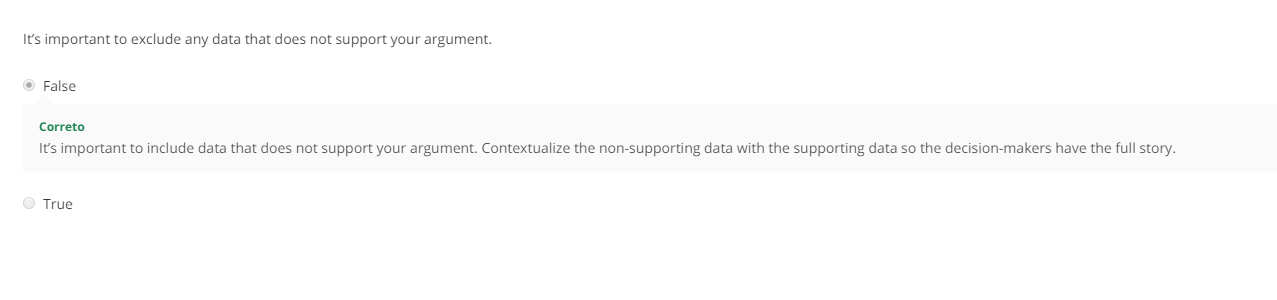 It’s important to exclude any data that does not support your argument.
False
Correto
It’s important to include data that does not support your argument. Contextualize the non-supporting data with the supporting data so the decision-makers have the full story.
True